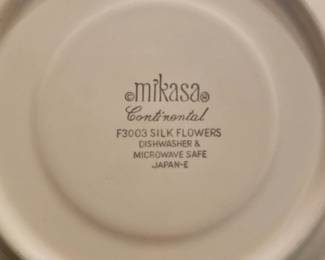 ©mikasa®
Continental
F3003 SILK FLOWERS
DISHWASHER &
MICROWAVE SAFE
JAPAN-E